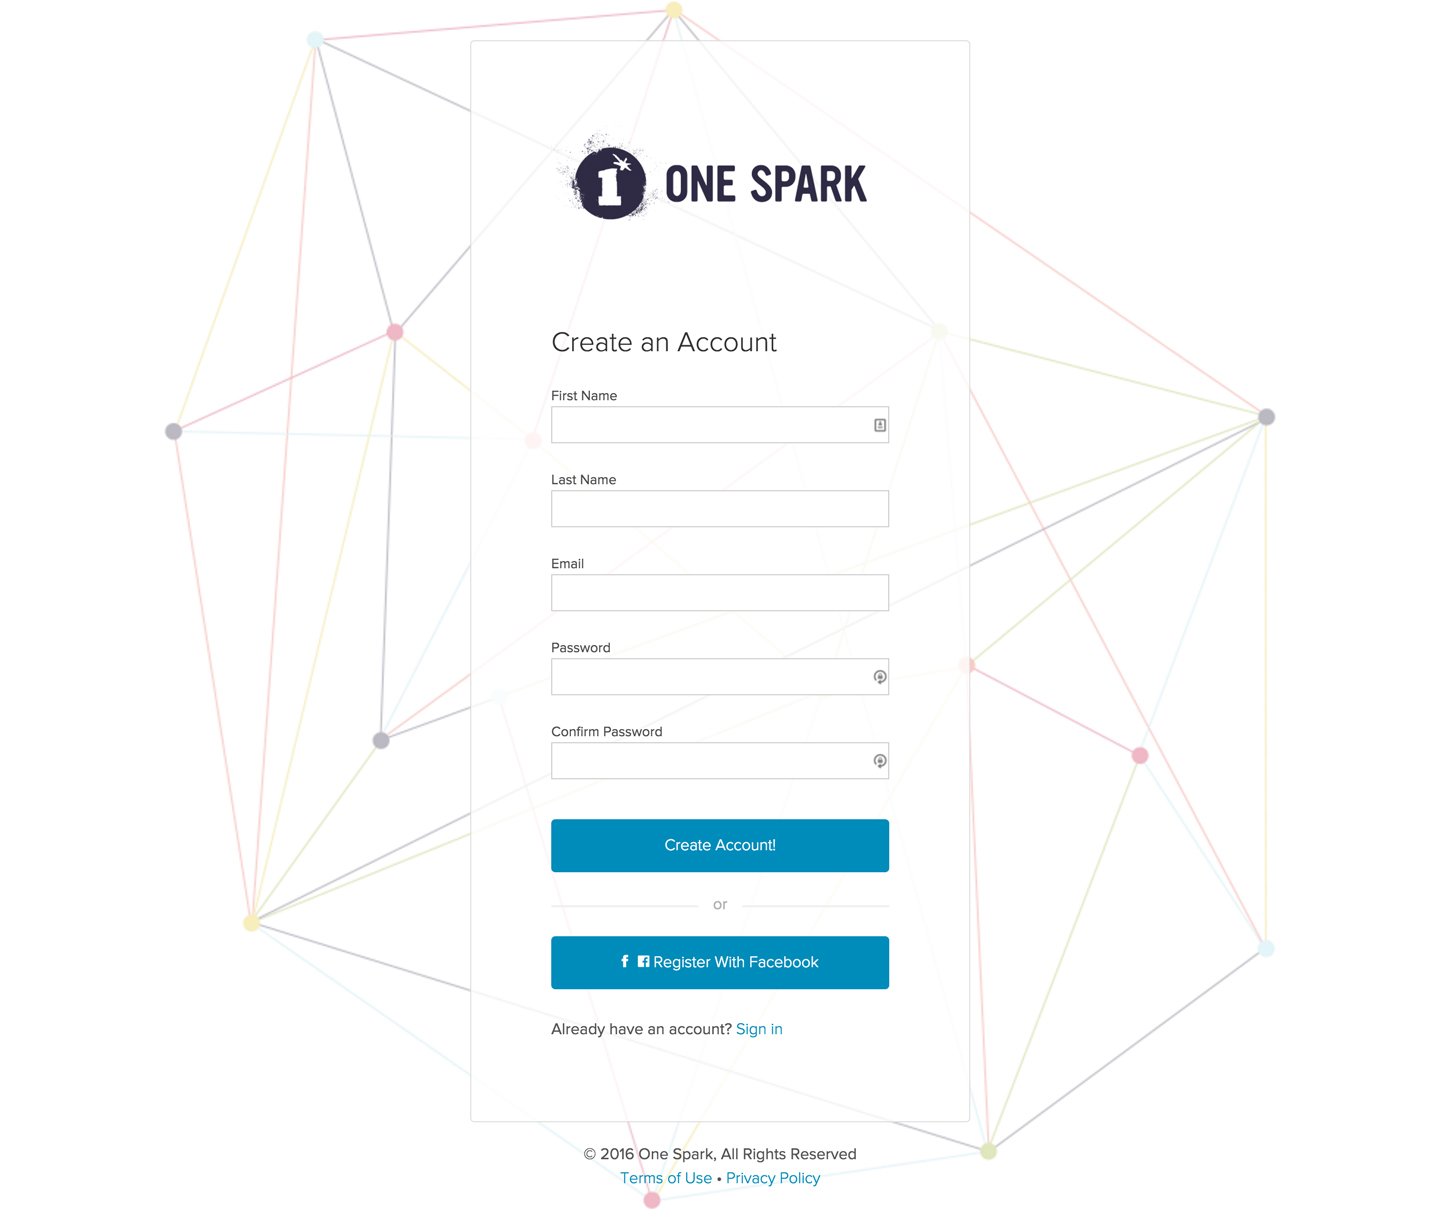 1
ONE SPARK
Create an Account
First Name
Last Name
Email
Password
Confirm Password
Create Account!
or
f f Register With Facebook
Already have an account? Sign in
© 2016 One Spark, All Rights Reserved
Terms of Use • Privacy Policy